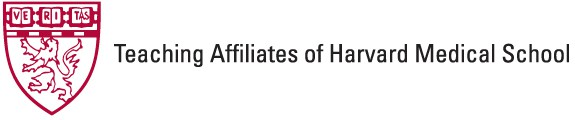 VE RI TAS
Teaching Affiliates of Harvard Medical School